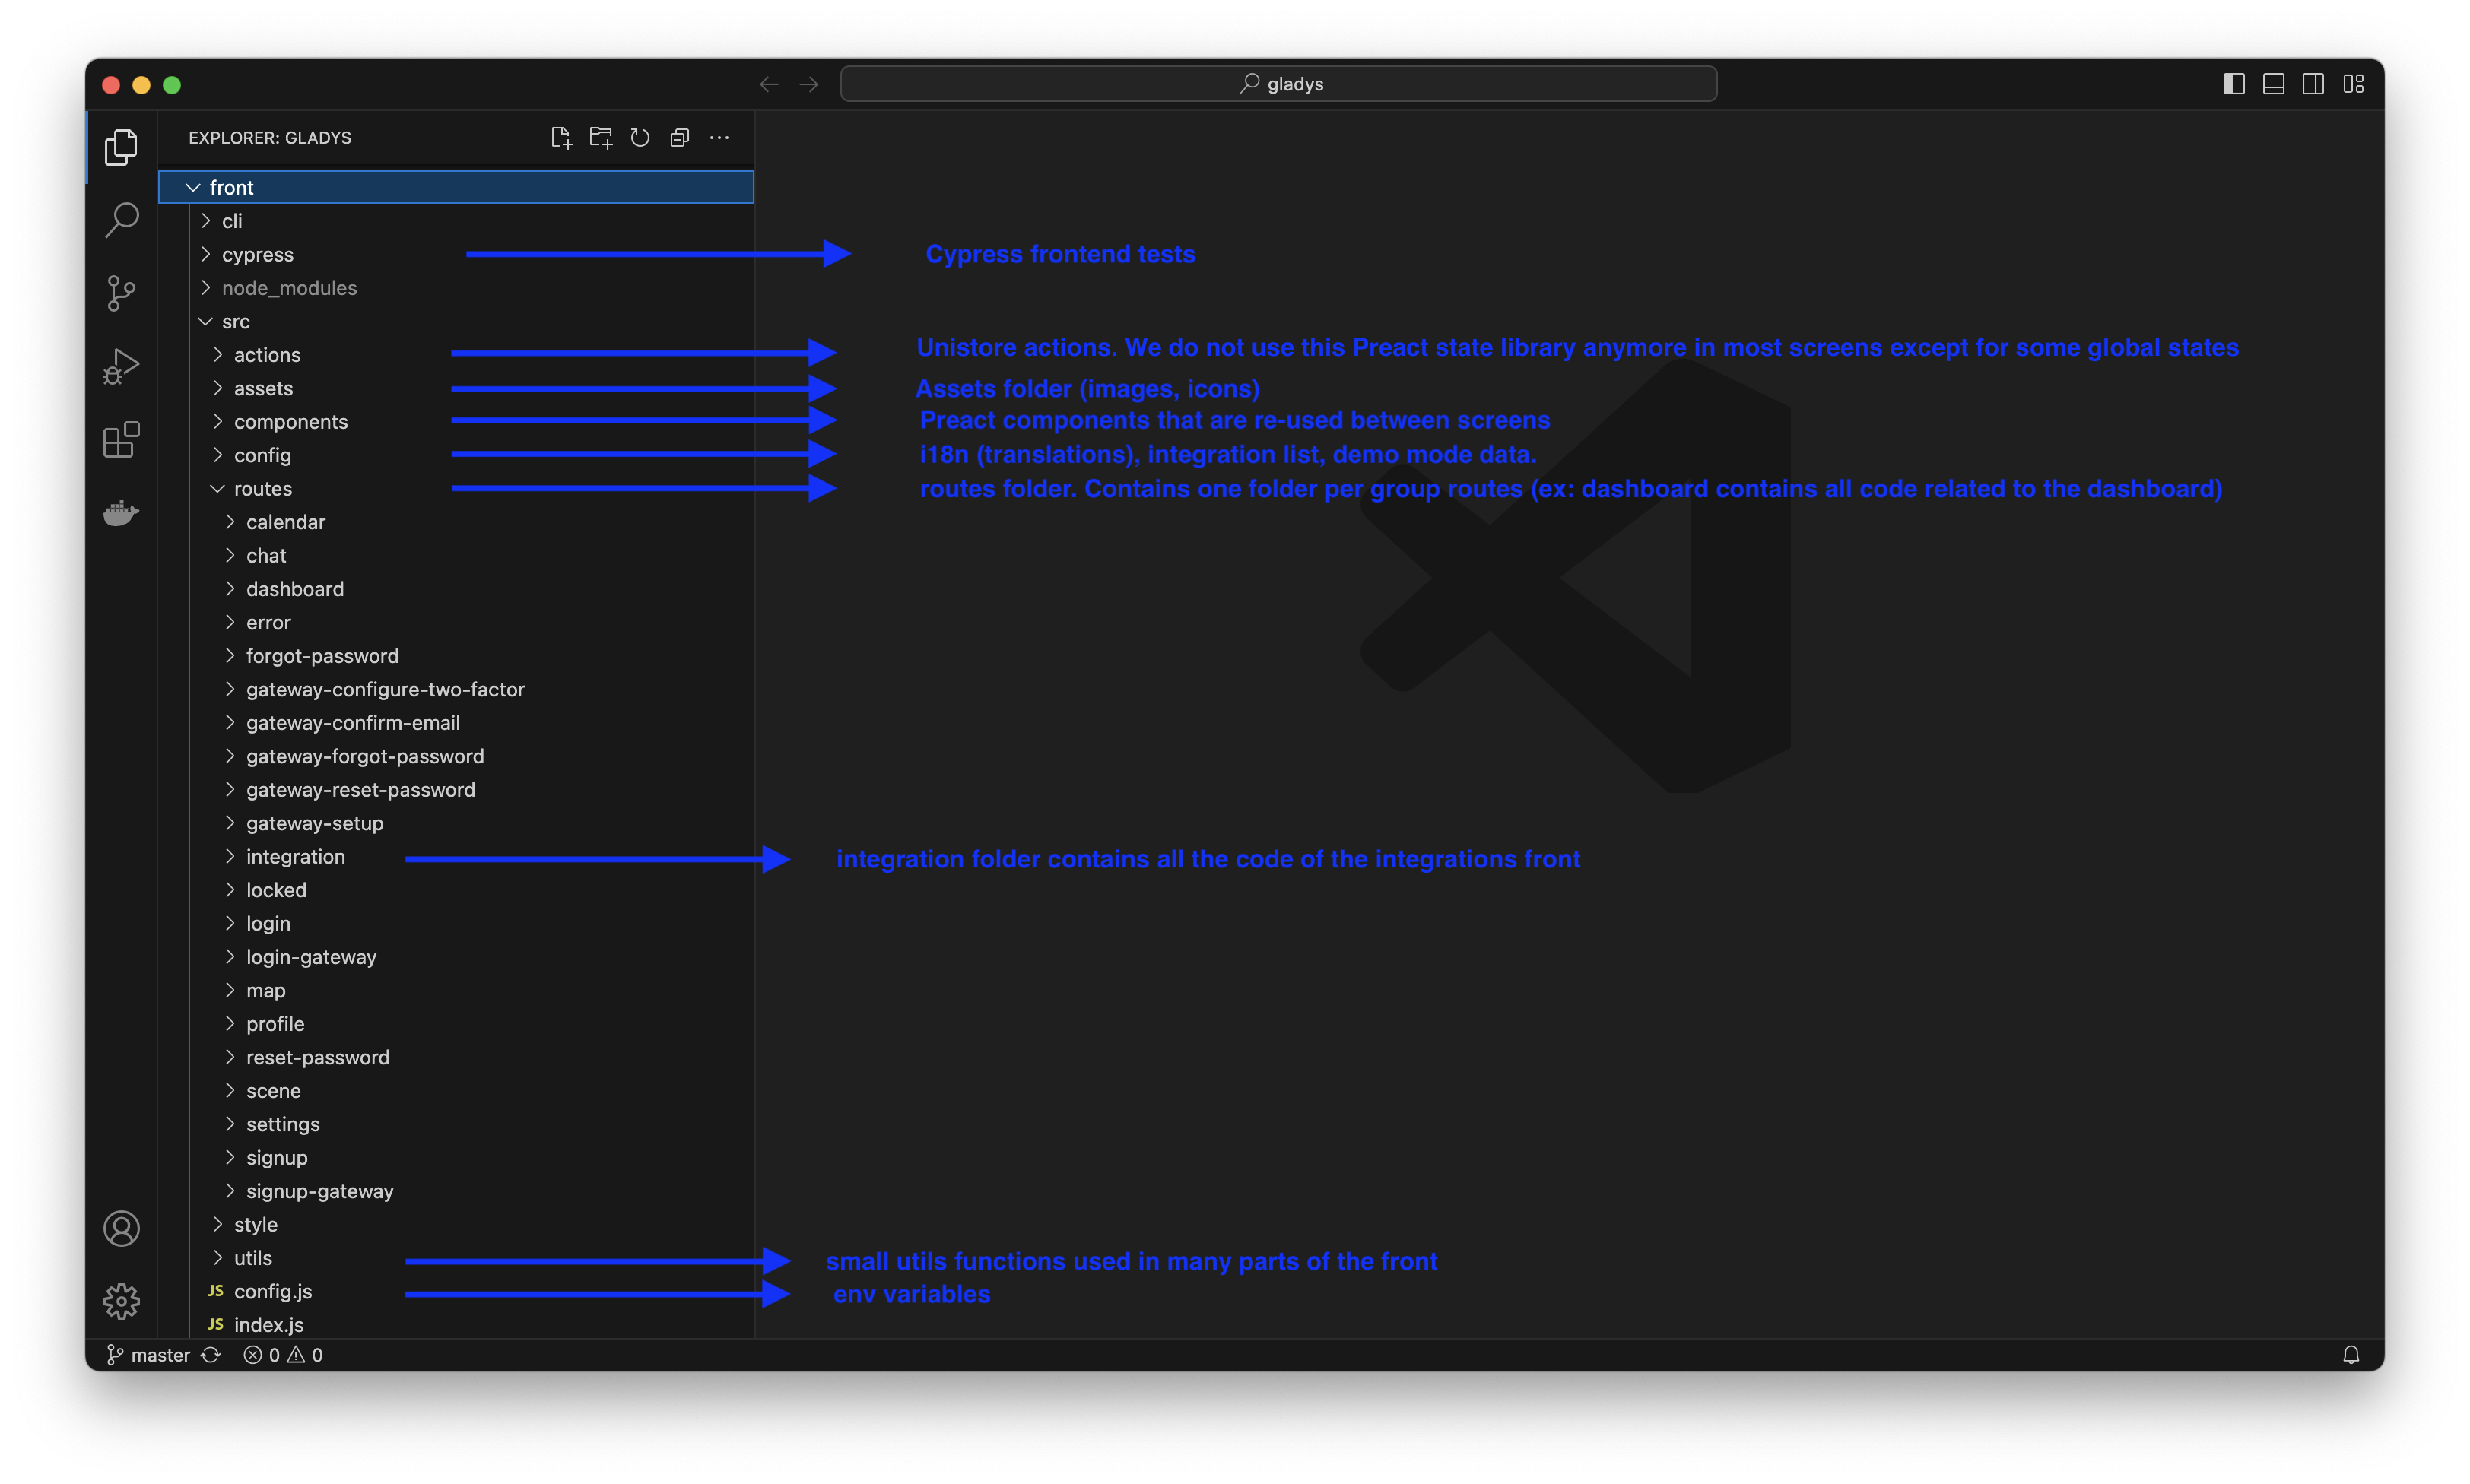 gladys
EXPLORER: GLADYS
front
cli
cypress
Cypress frontend tests
node_modules
src
actions
Unistore actions. We do not use this Preact state library anymore in most screens except for some global states
assets
Assets folder (images, icons)
components
Preact components that are re-used between screens
config
i18n (translations), integration list, demo mode data.
routes
routes folder. Contains one folder per group routes (ex: dashboard contains all code related to the dashboard)
calendar
chat
dashboard
error
forgot-password
gateway-configure-two-factor
gateway-confirm-email
gateway-forgot-password
gateway-reset-password
gateway-setup
integration
integration folder contains all the code of the integrations front
locked
login
login-gateway
map
profile
reset-password
scene
settings
signup
signup-gateway
style
utils
small utils functions used in many parts of the front
JS config.js
env variables
JS index.js
master 0 0